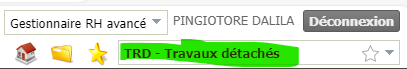 Gestionnaire RH avancé PINGIOTORE DALILA Déconnexion
TRD - Travaux détachés